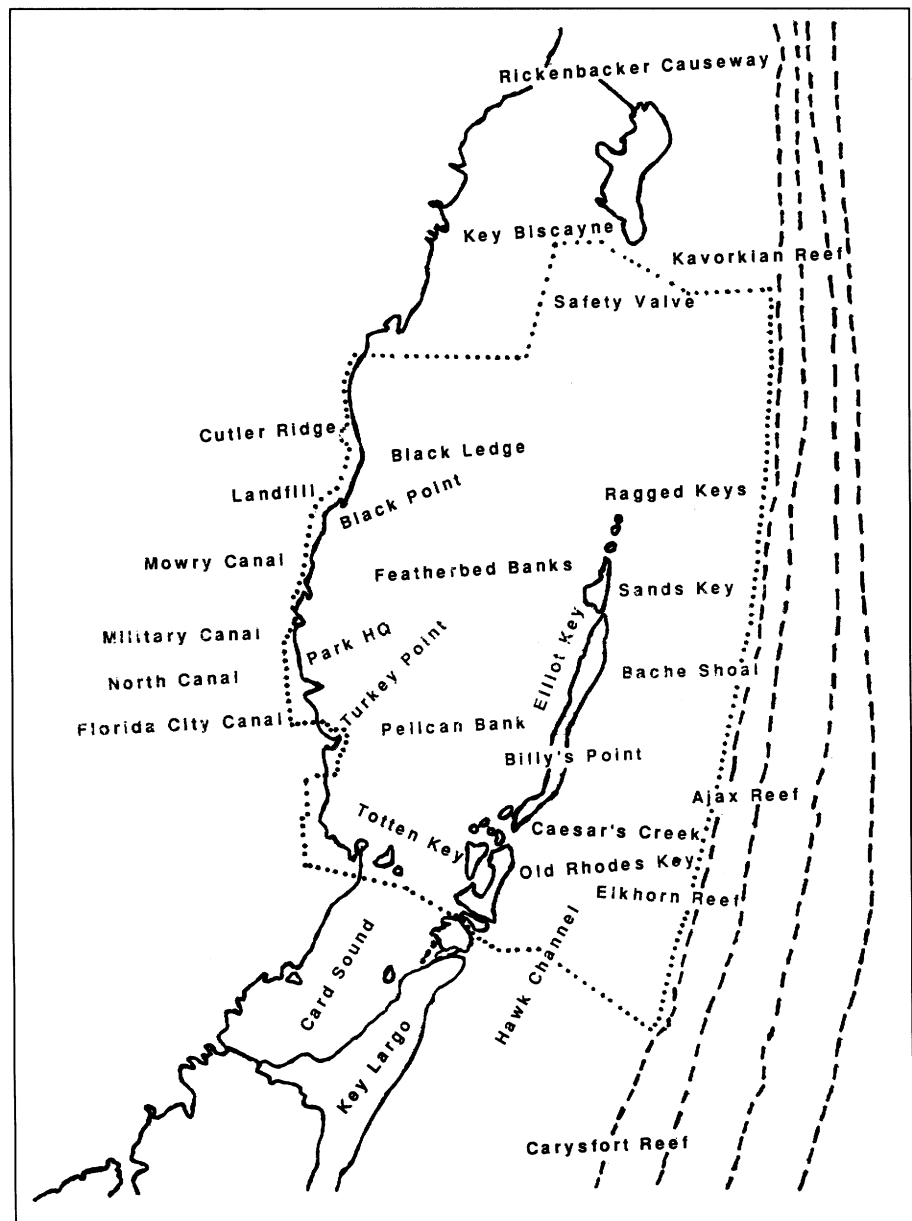 Rickenbacker Causeway
Key Biscayne
Kavorkian Reef
Safety Valve
Cutler Ridge
Black Ledge
Landfill
Black Point
Ragged Keys
Mowry Canal
Featherbed Banks
Sands Key
Military Canal
Park HQ
Elliot Key
North Canal
Turkey Point
Bache Shoal
Florida City Canal
Pelican Bank
Billy's Point
Ajax Reef
Totten Key
Caesar's Creek
Old Rhodes Key
Elkhorn Reef
Card Sound
Hawk Channel
Key Largo
Carysfort Reef